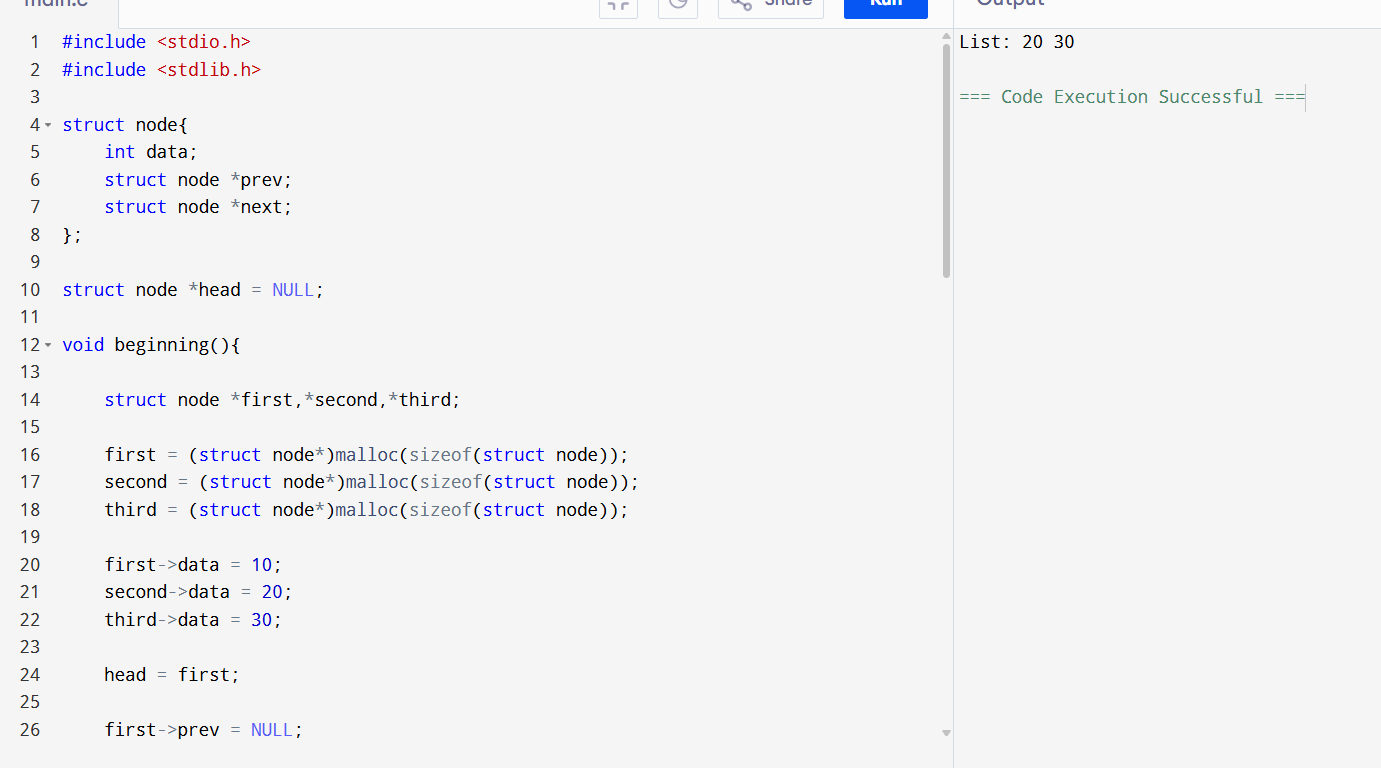 main.c
Share
Run
Output
1 #include <stdio.h>
2 #include <stdlib.h>
3
4 struct node{
5 int data;
6 struct node *prev;
7 struct node *next;
8 };
9
10 struct node *head = NULL;
11
12 void beginning(){
13
14 struct node *first,*second,*third;
15
16 first = (struct node*)malloc(sizeof(struct node));
17 second = (struct node*)malloc(sizeof(struct node));
18 third = (struct node*)malloc(sizeof(struct node));
19
20 first->data = 10;
21 second->data = 20;
22 third->data = 30;
23
24 head = first;
25
26 first->prev = NULL;
List: 20 30
=== Code Execution Successful ===